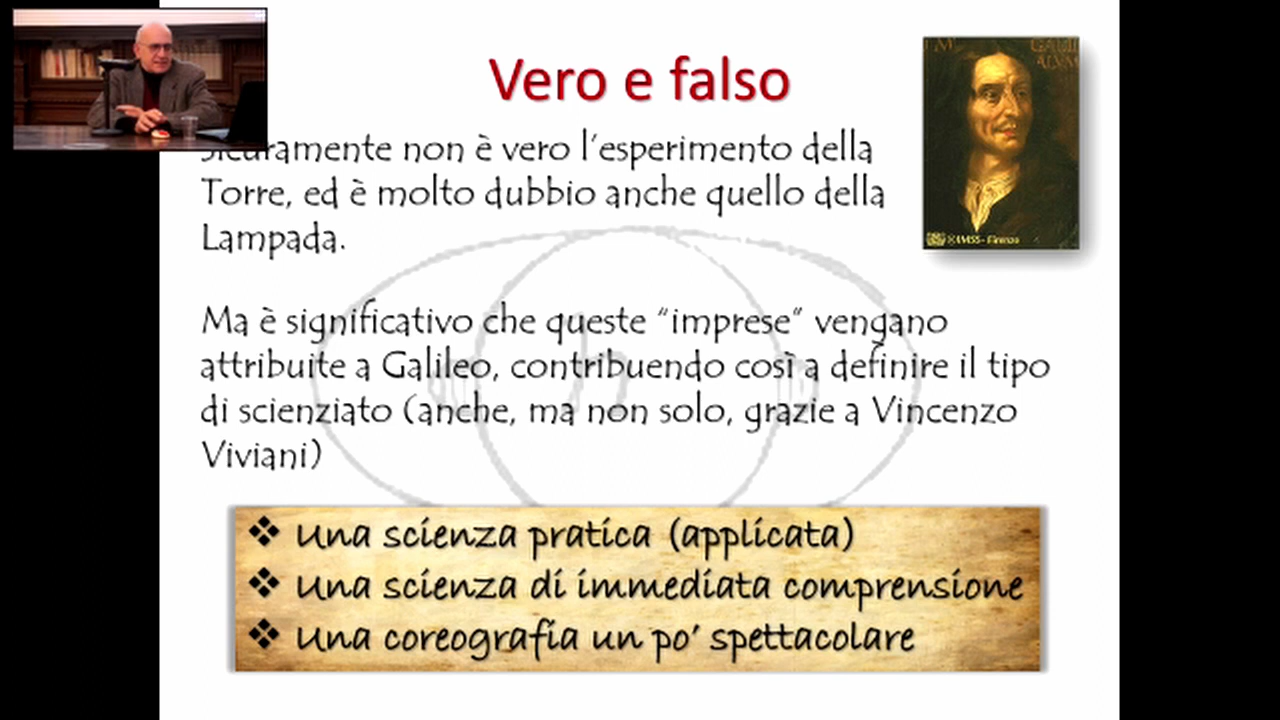 Vero e falso
Sicuramente non è vero l'esperimento della
Torre, ed è molto dubbio anche quello della
Lampada.
Ma è significativo che queste “imprese” vengano
attribuite a Galileo, contribuendo così a definire il tipo
di scienziato (anche, ma non solo, grazie a Vincenzo
Viviani)
❖ Una scienza pratica (applicata)
❖ Una scienza di immediata comprensione
❖ Una coreografia un po' spettacolare
©IMSS - Firenze